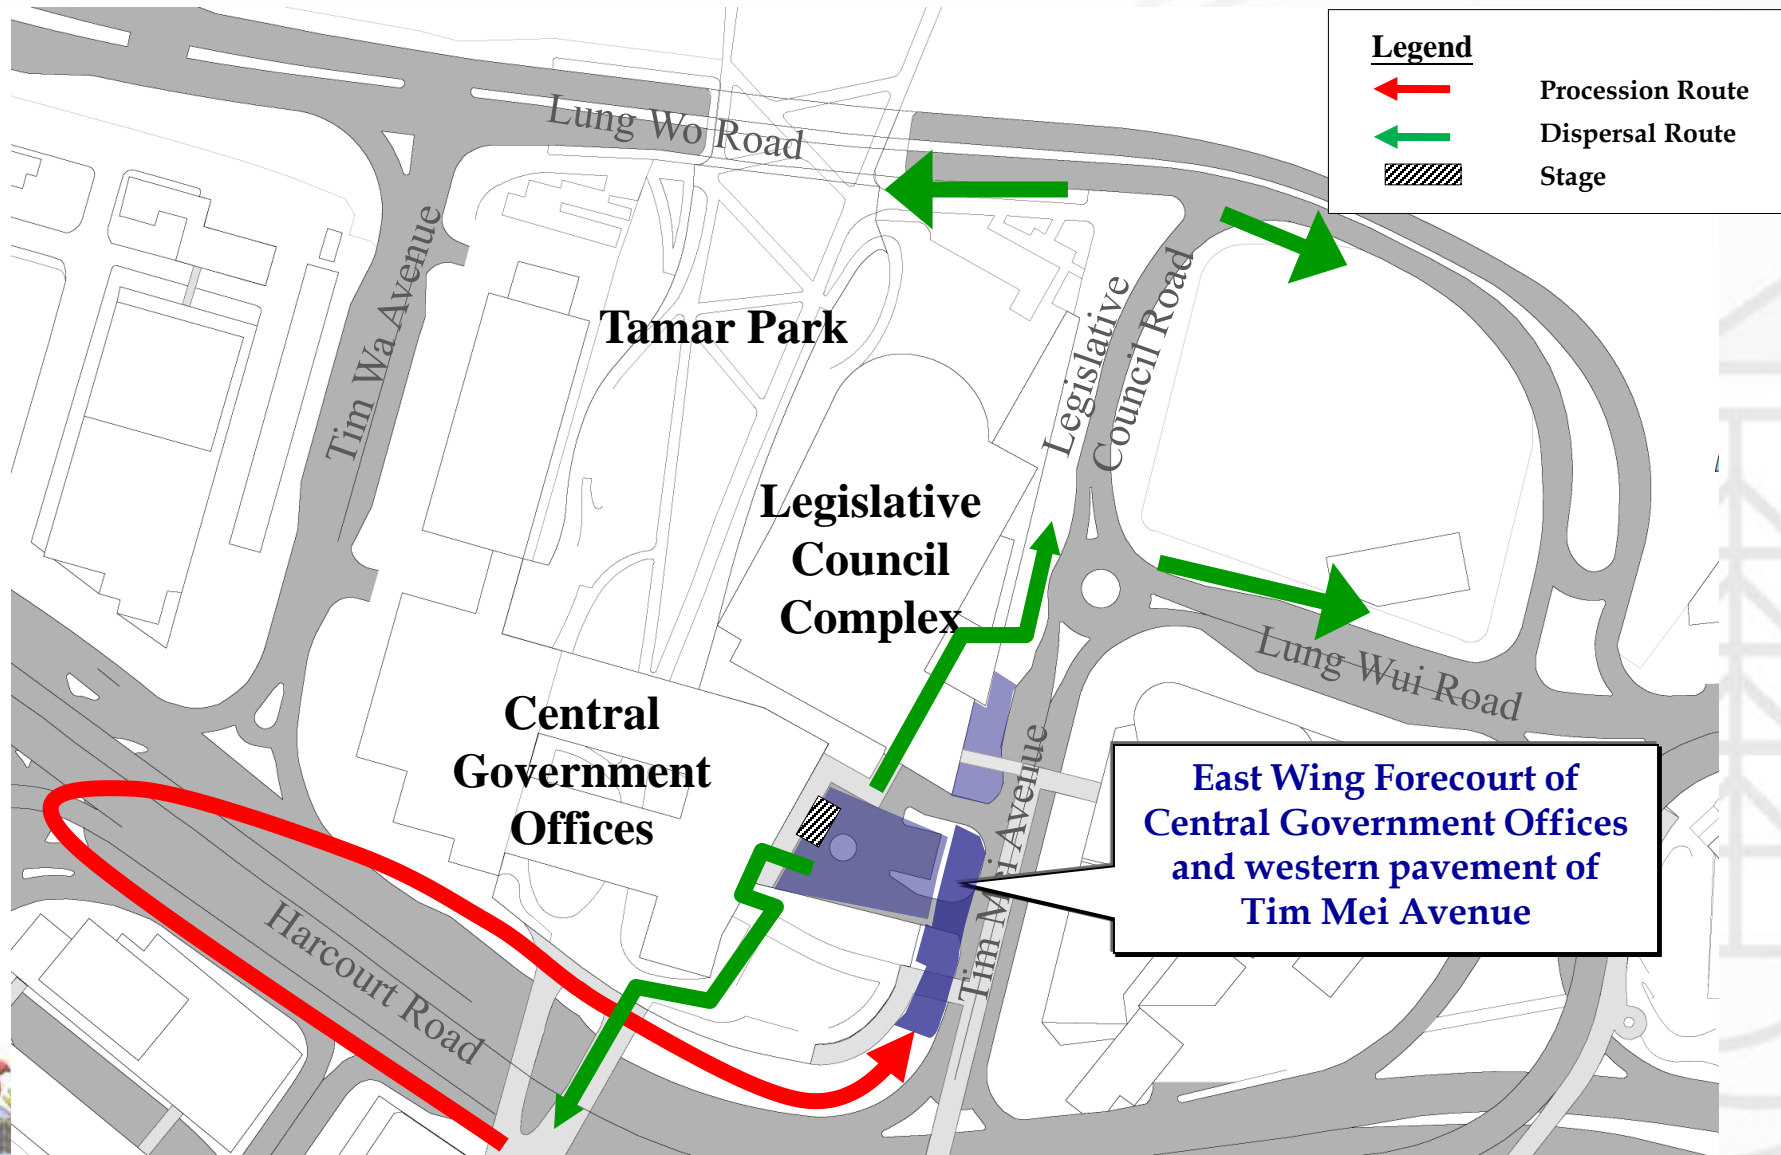 Legend
Procession Route
Dispersal Route
Stage
Lung Wo Road
Tim Wa Avenue
Tamar Park
Legislative
Council Road
Legislative
Council
Complex
Lung Wui Road
Central
Government
Offices
Tim Mei Avenue
East Wing Forecourt of
Central Government Offices
and western pavement of
Tim Mei Avenue
Harcourt Road